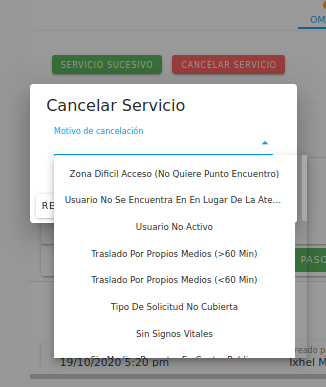 OM
SERVICIO SUCESIVO
CANCELAR SERVICIO
Cancelar Servicio
Motivo de cancelación
Zona Dificil Acceso (No Quiere Punto Encuentro)
Usuario No Se Encuentra En En Lugar De La Ate...
Usuario No Activo
RE
Traslado Por Propios Medios (>60 Min)
PASO
Traslado Por Propios Medios (<60 Min)
Tipo De Solicitud No Cubierta
Sin Signos Vitales
19/10/2020 5:20 pm
reado po
Ixhel M